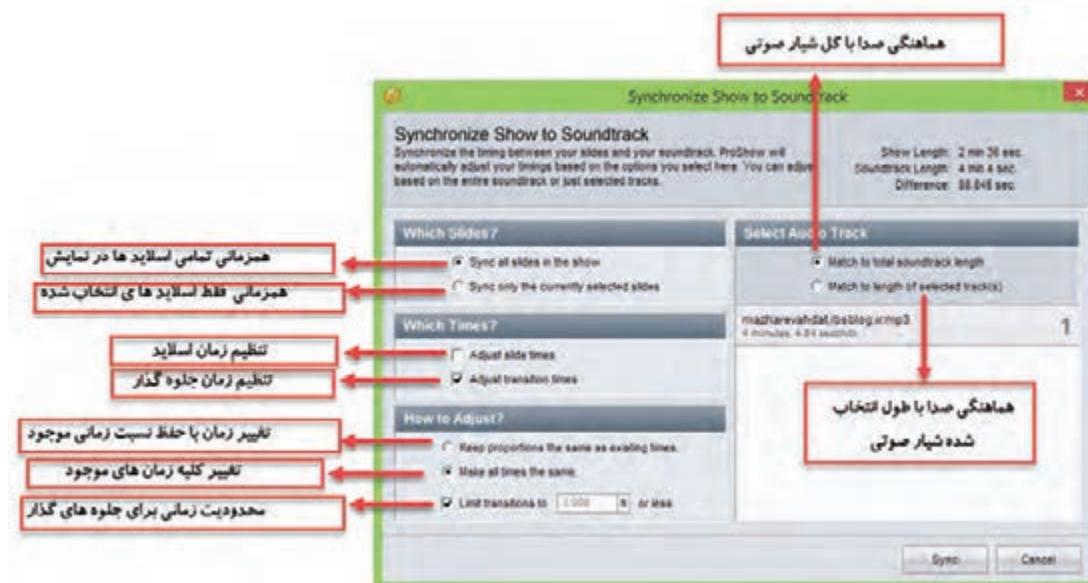 هماهنگی صدا با کل شیار صوتی
Synchronize Show to Soundtrack
Synchronize Show to Soundtrack
Synchronize the timing between your slides and your soundtrack. ProShow will
automatically adjust your timings based on the options you select here. You can adjust
based on the entire soundtrack or just selected tracks.
Show Length: 2 min 36 sec.
Soundtrack Length: 4 min 4 sec.
Difference: sec.
Which Slides?
Sync all slides in the show
Sync only the currently selected slides
همزمانی تمامی اسلاید ها در نمایش
همزمانی فقط اسلاید ها ی انتخاب شده
Which Times?
Adjust slide times
Adjust transition times
تنظیم زمان اسلاید
تنظیم زمان جلوه گذار
How to Adjust?
Keep proportions the same as existing times.
Make all times the same.
Limit transitions to s or less
تغییر زمان با حفظ نسبت زمانی موجود
تغییر کلیه زمان های موجود
محدودیت زمانی برای جلوه های گذار
Select Audio Track
Match to total soundtrack length
Match to length of selected track(s)
4 minutes, seconds
1
هماهنگی صدا با طول انتخاب
شده شیار صوتی
Sync
Cancel